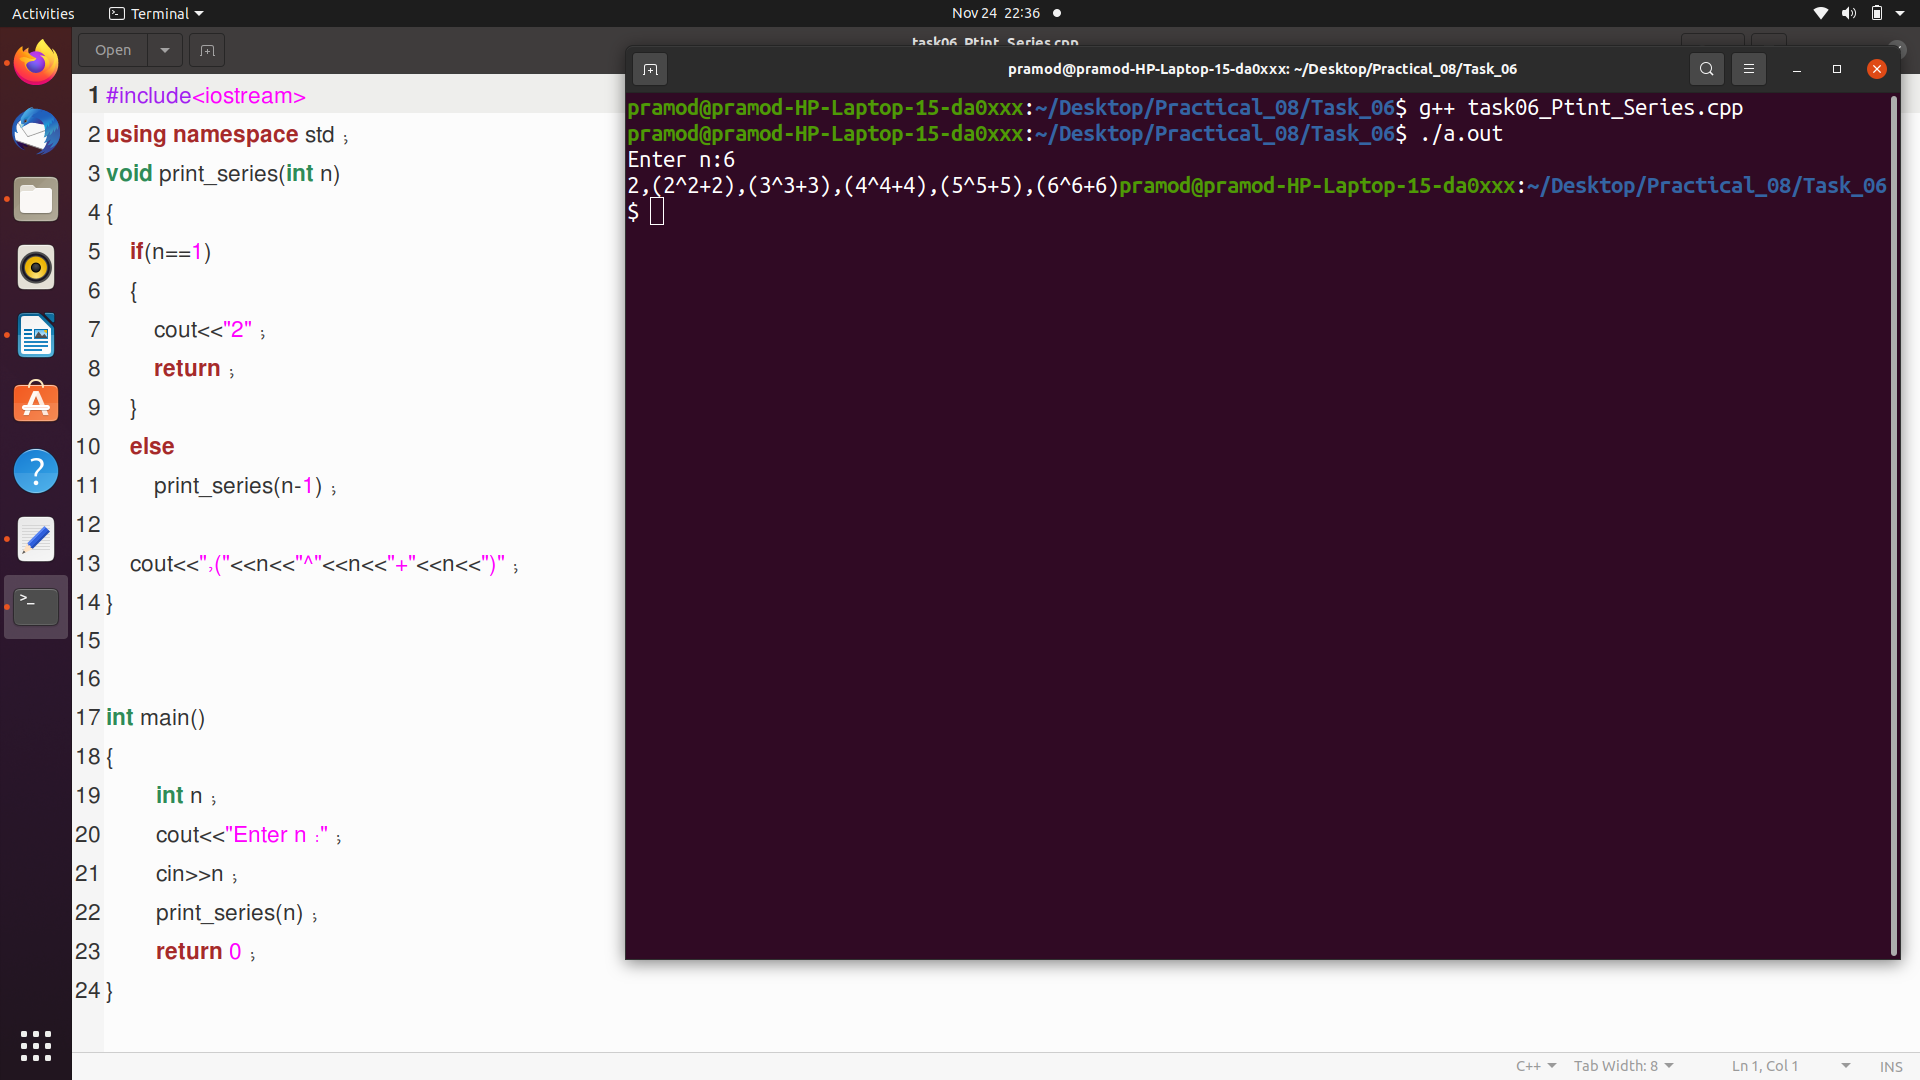 Activities
Terminal
Nov 24 22:36
Open
task06_Ptint_Series.cpp
1 #include<iostream>
2 using namespace std ;
3 void print_series(int n)
4 {
5 if(n==1)
6 {
7 cout<<"2" ;
8 return ;
9 }
10 else
11 print_series(n-1) ;
12
13 cout<<",("<<n<<"^"<<n<<"+"<<n<<")" ;
14 }
15
16
17 int main()
18 {
19 int n ;
20 cout<<"Enter n :" ;
21 cin>>n ;
22 print_series(n) ;
23 return 0 ;
24 }
C++
Tab Width: 8
Ln 1, Col 1
INS
pramod@pramod-HP-Laptop-15-da0xxx: ~/Desktop/Practical_08/Task_06
pramod@pramod-HP-Laptop-15-da0xxx:~/Desktop/Practical_08/Task_06$ g++ task06_Ptint_Series.cpp
pramod@pramod-HP-Laptop-15-da0xxx:~/Desktop/Practical_08/Task_06$ ./a.out
Enter n:6
2,(2^2+2),(3^3+3),(4^4+4),(5^5+5),(6^6+6)pramod@pramod-HP-Laptop-15-da0xxx:~/Desktop/Practical_08/Task_06
$